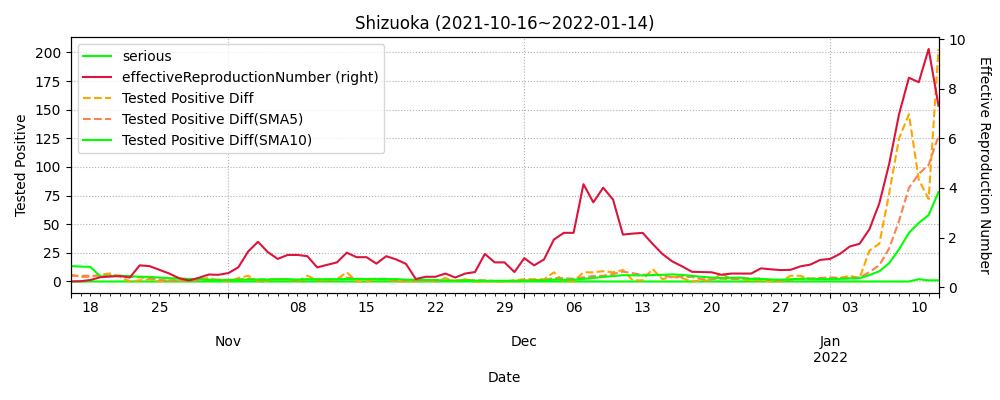 Shizuoka (2021-10-16~2022-01-14)
serious
effectiveReproductionNumber (right)
Tested Positive Diff
Tested Positive Diff(SMA5)
Tested Positive Diff(SMA10)
Tested Positive
200
175
150
125
100
75
50
25
0
10
8
6
4
2
0
Effective Reproduction Number
18 25 08 15 22 29 06 13 20 27 03 10
Nov Dec Jan
2022
Date